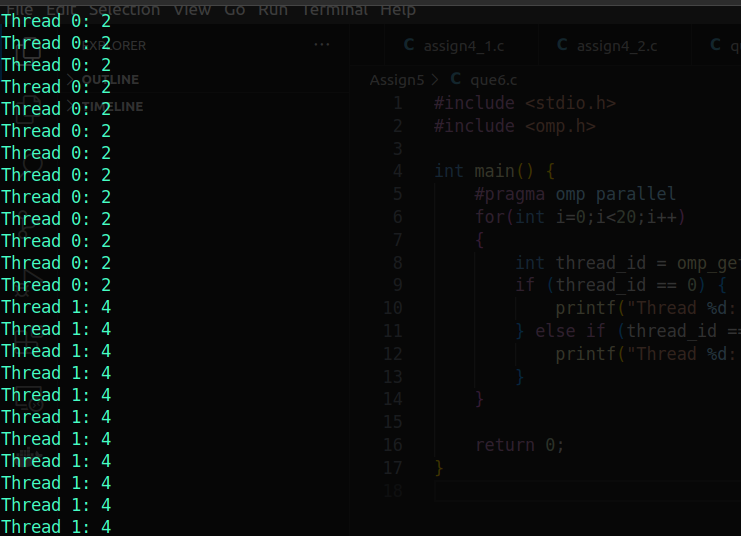 File Edit Selection View Go Run Terminal Help
Thread 0: 2
Thread 0: 2
Thread 0: 2
Thread 0: 2
Thread 0: 2
Thread 0: 2
Thread 0: 2
Thread 0: 2
Thread 0: 2
Thread 0: 2
Thread 0: 2
Thread 0: 2
Thread 0: 2
Thread 1: 4
Thread 1: 4
Thread 1: 4
Thread 1: 4
Thread 1: 4
Thread 1: 4
Thread 1: 4
Thread 1: 4
Thread 1: 4
Thread 1: 4
Thread 1: 4
EXPLORER ...
OUTLINE
TIMELINE
C assign4_1.c C assign4_2.c C
Assign5 > C que6.c
1 #include <stdio.h>
2 #include <omp.h>
3
4 int main() {
5 #pragma omp parallel
6 for(int i=0;i<20;i++)
7 {
8 int thread_id = omp_get
9 if (thread_id == 0) {
10 printf("Thread %d:
11 } else if (thread_id ==
12 printf("Thread %d:
13 }
14 }
15
16 return 0;
17 }
18